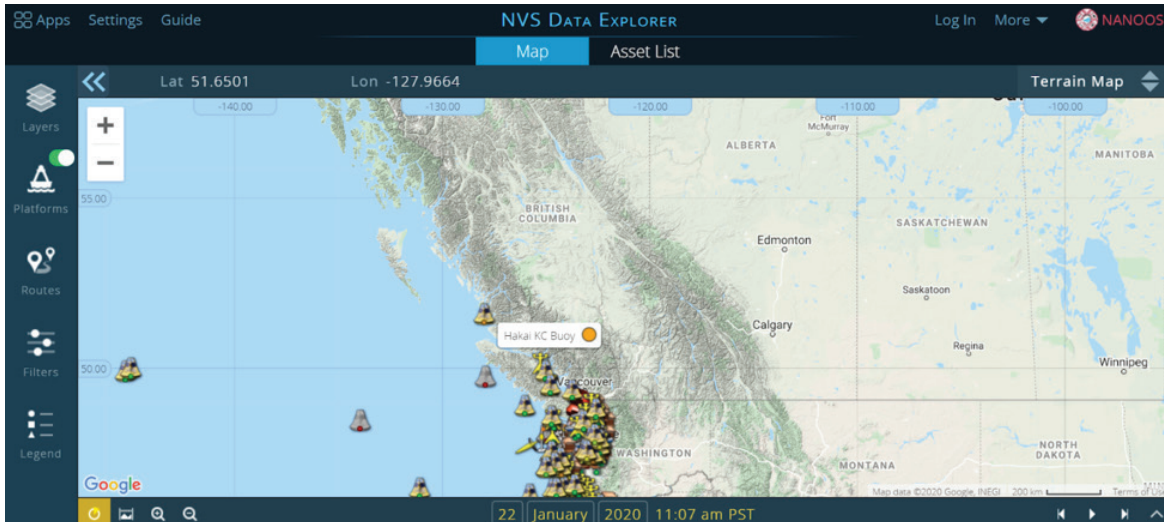 Apps Settings Guide NVS DATA EXPLORER Log In More NANOOS
Map Asset List
Lat 51.6501 Lon -127.9664 Terrain Map
-140.00 -130.00 -120.00 -110.00 -100.00
Layers
Fort
McMurray
ALBERTA
MANITOBA
55.00
Platforms
BRITISH
COLUMBIA
SASKATCHEWAN
Edmonton
Routes
Saskatoon
Calgary
Hakai KC Buoy
Regina
Winnipeg
50.00
Filters
Vancouver
WASHINGTON
NORTH
DAKOTA
Legend
MONTANA
Google
Map data ©2020 Google, INEGI 200 km Terms of Use
22 January 2020 11:07 am PST